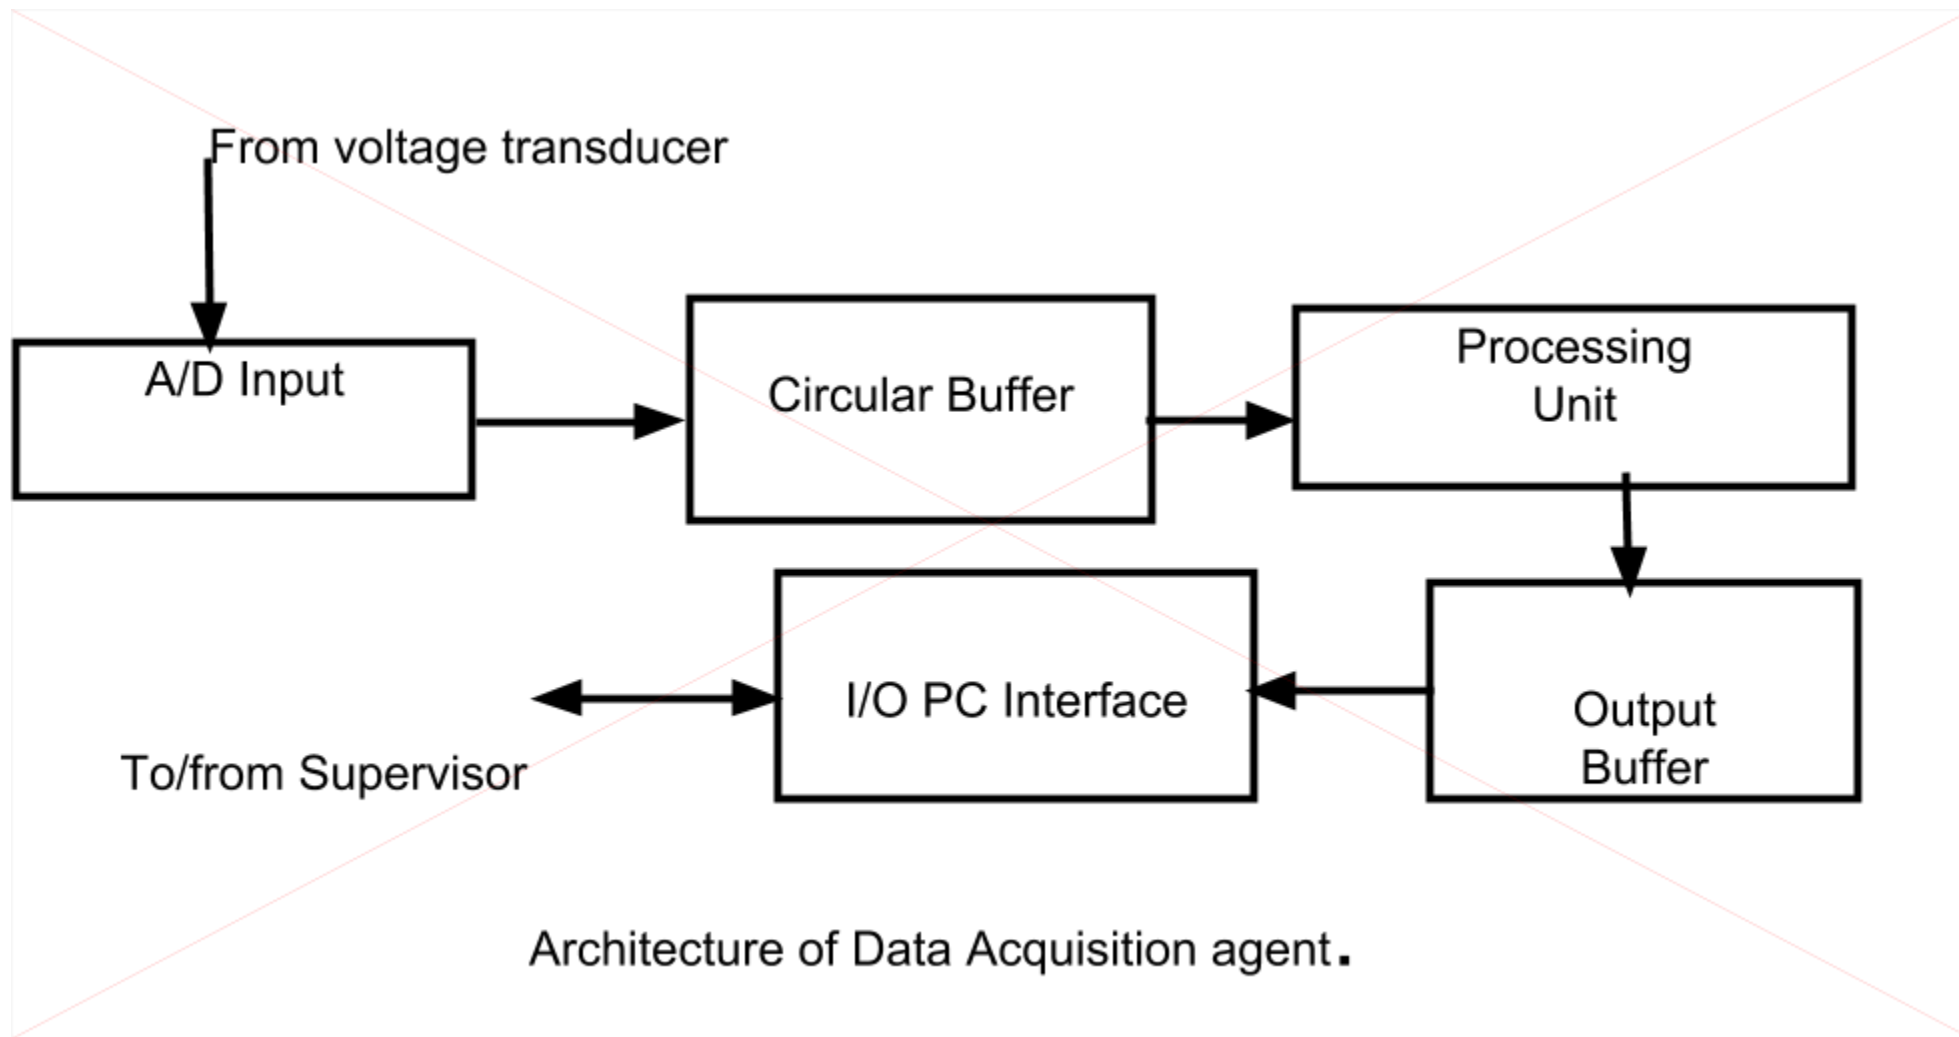 From voltage transducer
A/D Input
Circular Buffer
Processing
Unit
I/O PC Interface
Output
Buffer
To/from Supervisor
Architecture of Data Acquisition agent.